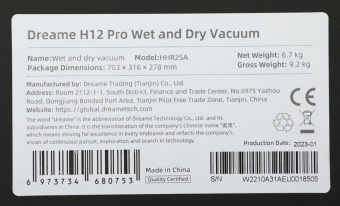 Dreame H12 Pro Wet and Dry Vacuum
Name:Wet and dry vacuum Model:HHR25A
Package Dimensions: 703 × 316 × 278 mm
Net Weight: 6.7 kg
Gross Weight: 9.2 kg
Manufactured by: Dreame Trading (Tianjin) Co., Ltd.
Address: Room 2112-1-1, South District, Finance and Trade Center, No.6975 Yazhou
Road, Dongjiang Bonded Port Area, Tianjin Pilot Free Trade Zone, Tianjin, China
Website: https://global.dreametech.com
The word "dreame" is the abbreviation of Dreame Technology Co., Ltd. and its
subsidiaries in China. It is the transliteration of the company's Chinese name "追觅",
which means striving for excellence in every endeavor and reflects the company's
vision of continuous pursuit, exploration and search in technology.
CE
Made in China
Quality Certified
Production Date: 2023-01
6 973734 680753
S/N W2210A31AEU0018505